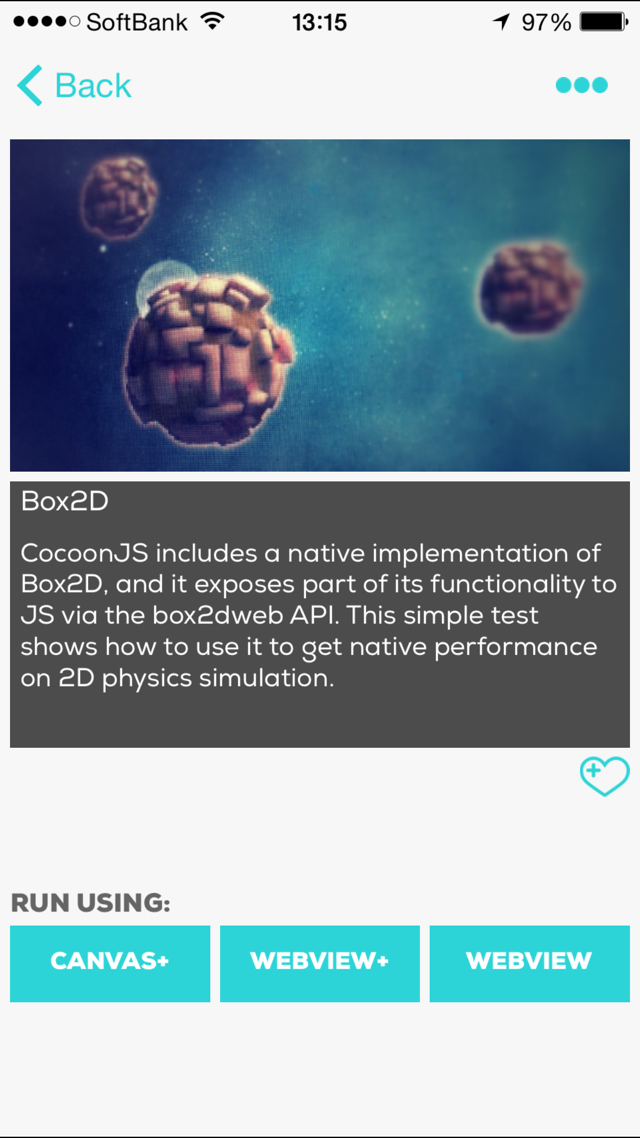 SoftBank 13:15 97%
Back
Box2D
CocoonJS includes a native implementation of
Box2D, and it exposes part of its functionality to
JS via the box2dweb API. This simple test
shows how to use it to get native performance
on 2D physics simulation.
RUN USING:
CANVAS+ WEBVIEW+ WEBVIEW